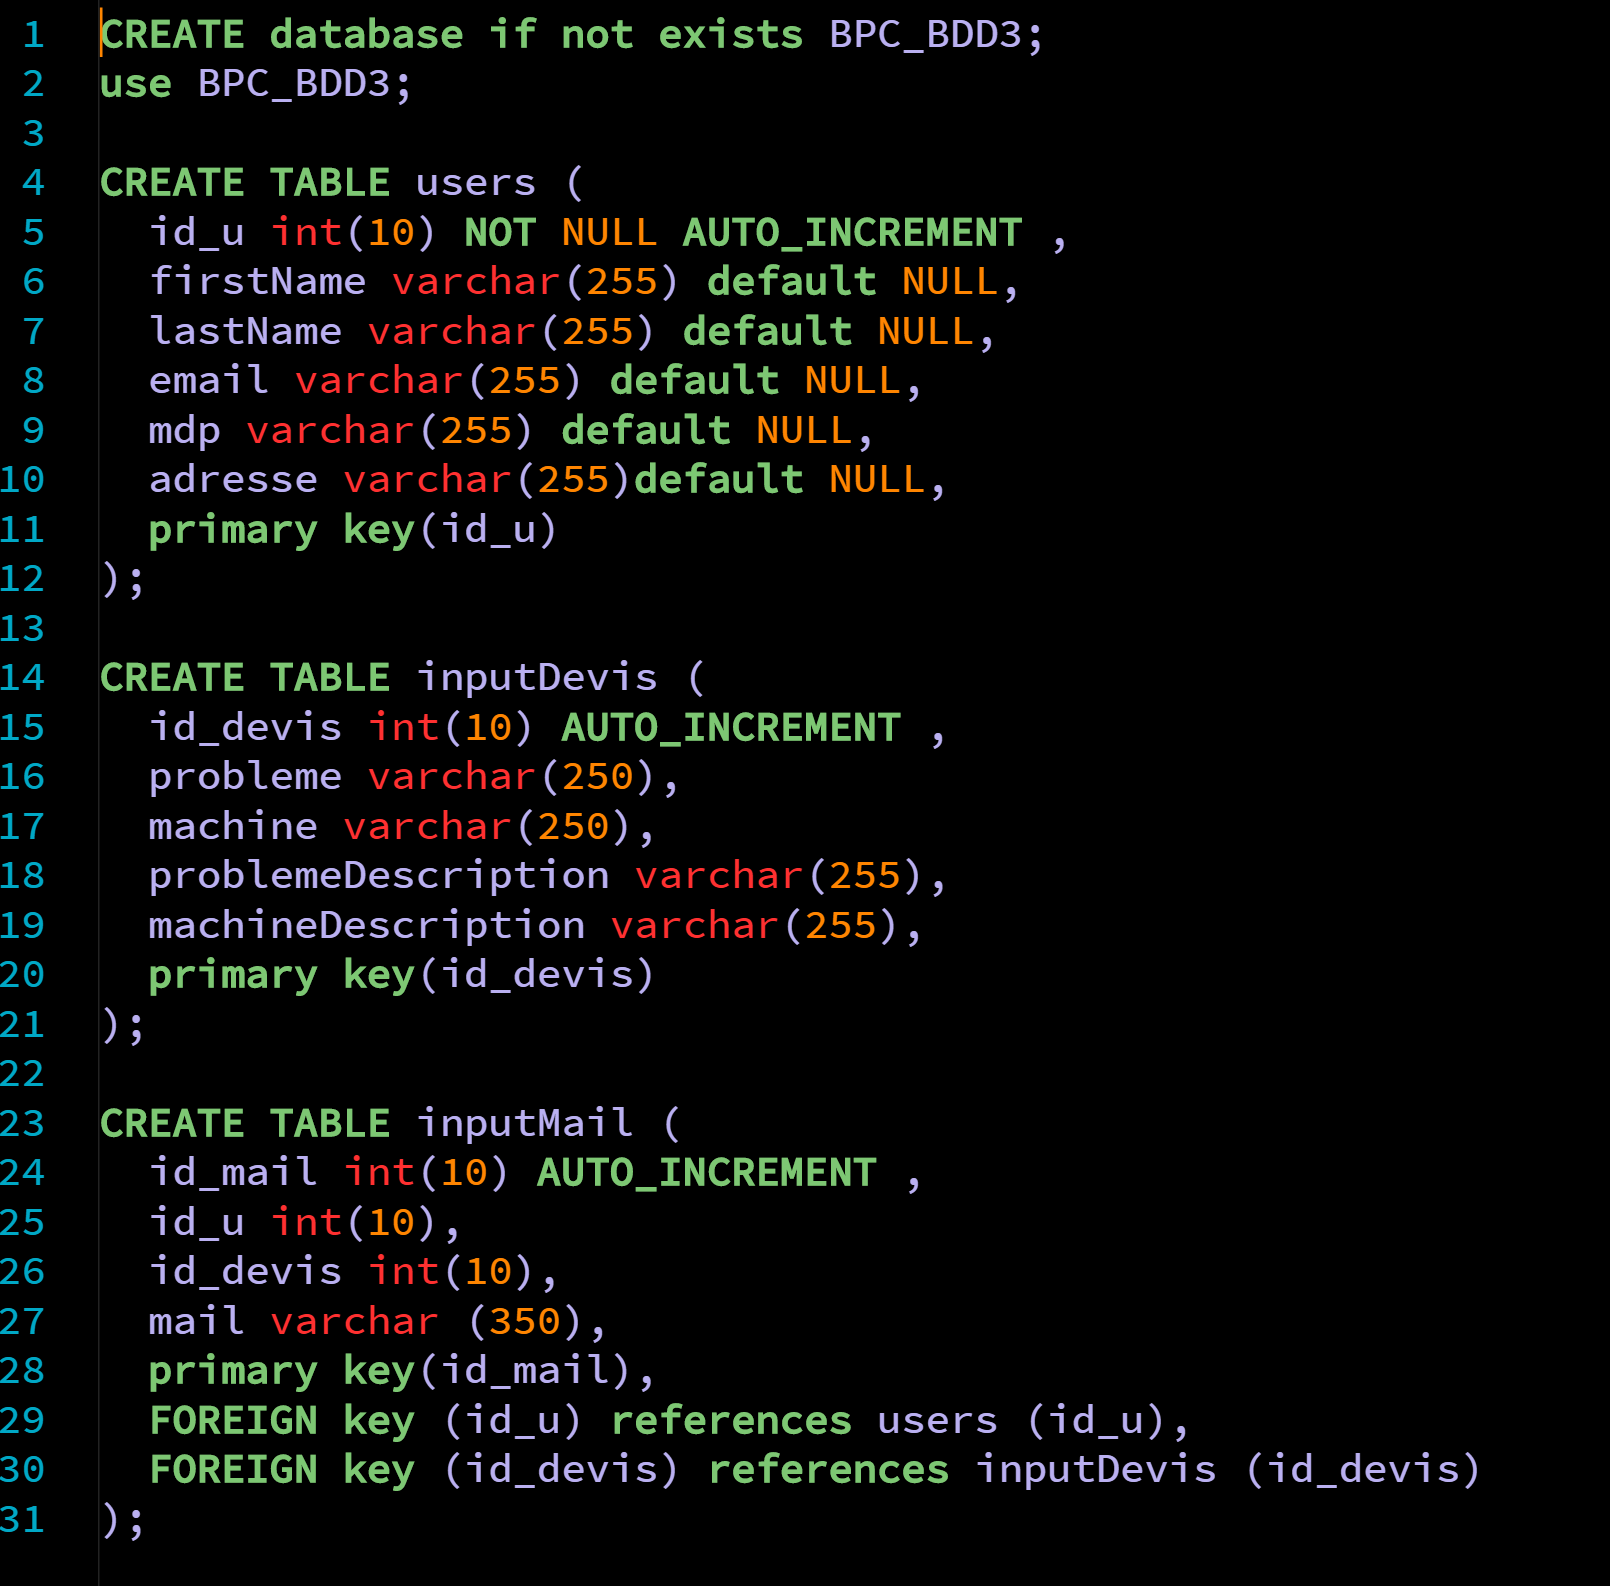 1 CREATE database if not exists BPC_BDD3;
2 use BPC_BDD3;
3
4 CREATE TABLE users (
5   id_u int(10) NOT NULL AUTO_INCREMENT ,
6   firstName varchar(255) default NULL,
7   lastName varchar(255) default NULL,
8   email varchar(255) default NULL,
9   mdp varchar(255) default NULL,
10   adresse varchar(255)default NULL,
11   primary key(id_u)
12 );
13
14 CREATE TABLE inputDevis (
15   id_devis int(10) AUTO_INCREMENT ,
16   probleme varchar(250),
17   machine varchar(250),
18   problemeDescription varchar(255),
19   machineDescription varchar(255),
20   primary key(id_devis)
21 );
22
23 CREATE TABLE inputMail (
24   id_mail int(10) AUTO_INCREMENT ,
25   id_u int(10),
26   id_devis int(10),
27   mail varchar (350),
28   primary key(id_mail),
29   FOREIGN key (id_u) references users (id_u),
30   FOREIGN key (id_devis) references inputDevis (id_devis)
31 );